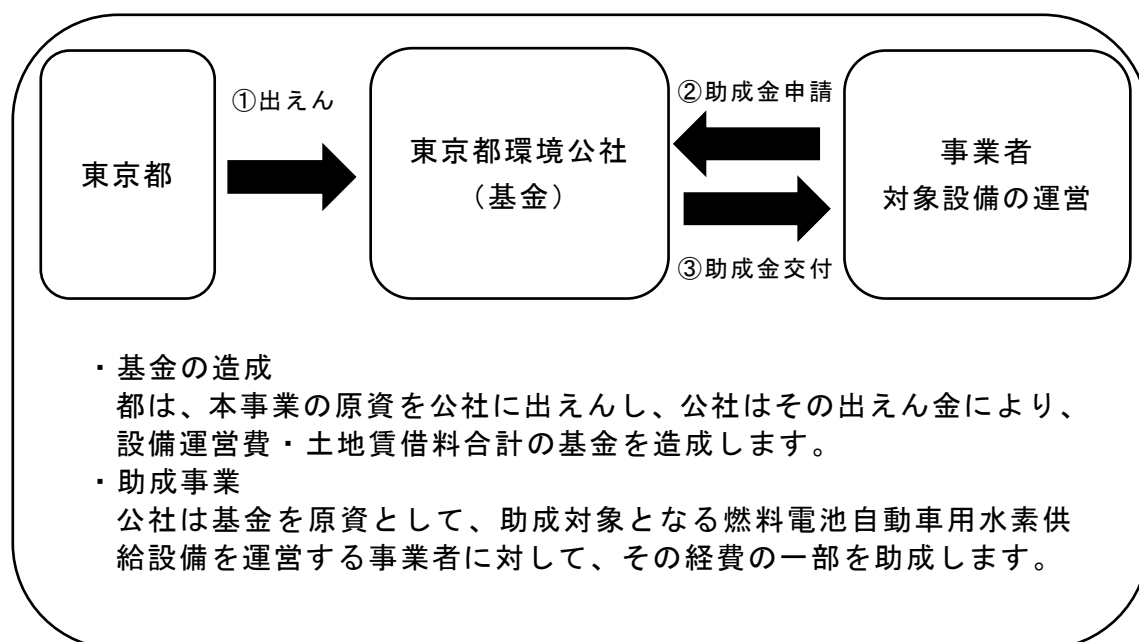 東京都
①出えん
東京都環境公社
（基金）
②助成金申請
③助成金交付
事業者
対象設備の運営
・基金の造成
都は、本事業の原資を公社に出えんし、公社はその出えん金により、
設備運営費・土地賃借料合計の基金を造成します。
・助成事業
公社は基金を原資として、助成対象となる燃料電池自動車用水素供
給設備を運営する事業者に対して、その経費の一部を助成します。